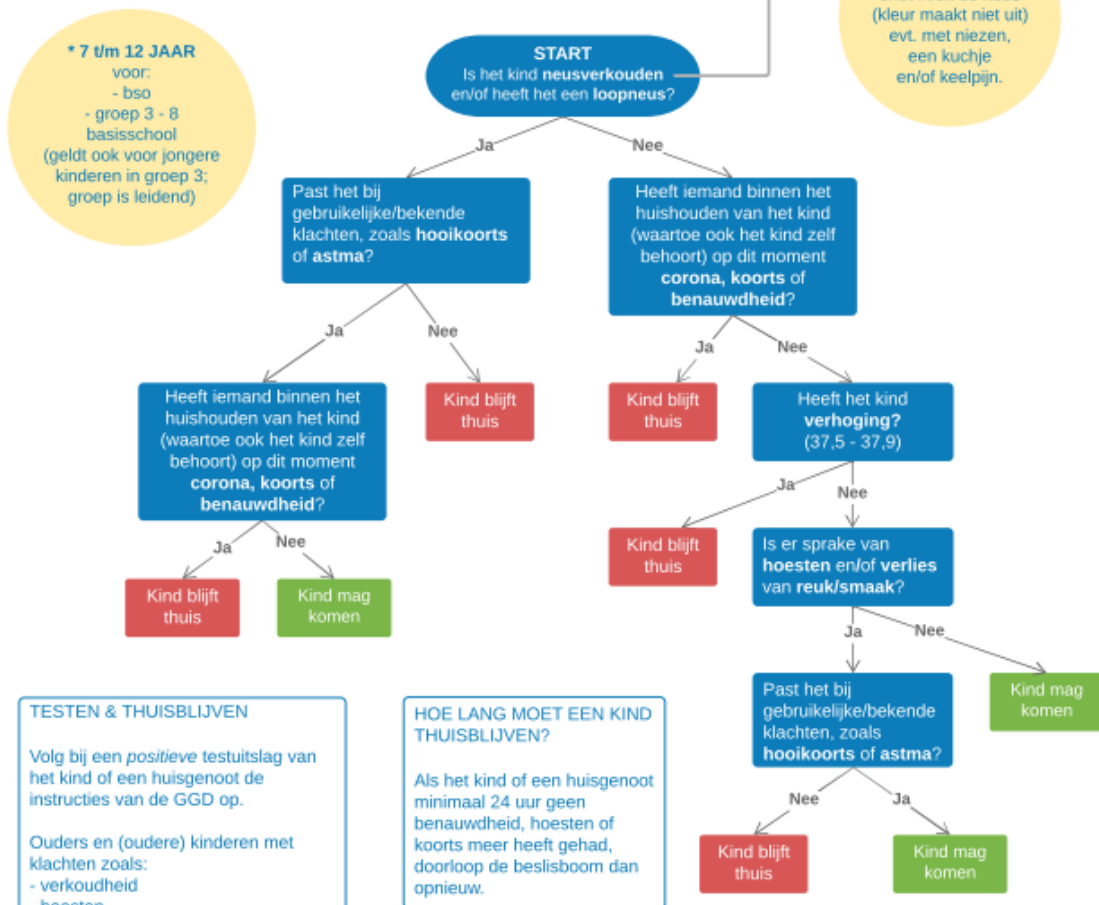 * 7 t/m 12 JAAR
voor:
- bso
- groep 3 - 8
basisschool
(geldt ook voor jongere
kinderen in groep 3;
groep is leidend)
START
Is het kind neusverkouden
en/of heeft het een loopneus?
(kleur maakt niet uit)
evt. met niezen,
een kuchje
en/of keelpijn.
Ja
Nee
Past het bij
gebruikelijke/bekende
klachten, zoals hooikoorts
of astma?
Heeft iemand binnen het
huishouden van het kind
(waartoe ook het kind zelf
behoort) op dit moment
corona, koorts of
benauwdheid?
Ja
Nee
Ja
Nee
Heeft iemand binnen het
huishouden van het kind
(waartoe ook het kind zelf
behoort) op dit moment
corona, koorts of
benauwdheid?
Kind blijft
thuis
Kind blijft
thuis
Heeft het kind
verhoging?
(37,5 - 37,9)
Ja
Nee
Ja
Nee
Kind blijft
thuis
Kind mag
komen
Kind blijft
thuis
Is er sprake van
hoesten en/of verlies
van reuk/smaak?
Ja
Nee
Past het bij
gebruikelijke/bekende
klachten, zoals
hooikoorts of astma?
Kind mag
komen
Nee
Ja
Kind blijft
thuis
Kind mag
komen
TESTEN & THUISBLIJVEN
Volg bij een positieve testuitslag van
het kind of een huisgenoot de
instructies van de GGD op.
Ouders en (oudere) kinderen met
klachten zoals:
- verkoudheid
HOE LANG MOET EEN KIND
THUISBLIJVEN?
Als het kind of een huisgenoot
minimaal 24 uur geen
benauwdheid, hoesten of
koorts meer heeft gehad,
doorloop de beslisboom dan
opnieuw.